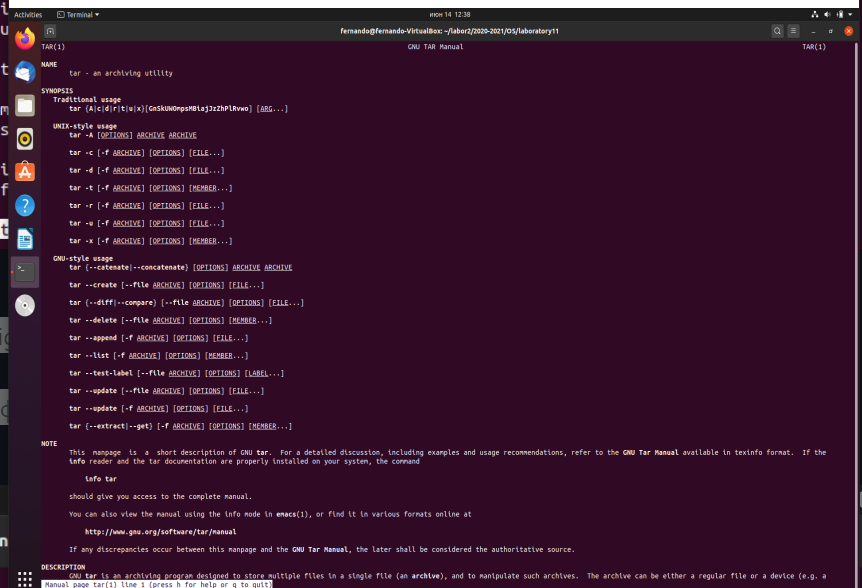 Activities Terminal июн 14 12:38
fernando@fernando-VirtualBox: ~/labor2/2020-2021/OS/laboratory11
TAR(1) GNU TAR Manual TAR(1)
NAME
tar - an archiving utility
SYNOPSIS
Traditional usage
tar {A|c|d|r|t|u|x}[GnSkUWOmpsMBiajJzZhPlRvwo] [ARG...]
UNIX-style usage
tar -A [OPTIONS] ARCHIVE ARCHIVE
tar -c [-f ARCHIVE] [OPTIONS] [FILE...]
tar -d [-f ARCHIVE] [OPTIONS] [FILE...]
tar -t [-f ARCHIVE] [OPTIONS] [MEMBER...]
tar -r [-f ARCHIVE] [OPTIONS] [FILE...]
tar -u [-f ARCHIVE] [OPTIONS] [FILE...]
tar -x [-f ARCHIVE] [OPTIONS] [MEMBER...]
GNU-style usage
tar {--catenate|--concatenate} [OPTIONS] ARCHIVE ARCHIVE
tar --create [--file ARCHIVE] [OPTIONS] [FILE...]
tar {--diff|--compare} [--file ARCHIVE] [OPTIONS] [FILE...]
tar --delete [--file ARCHIVE] [OPTIONS] [MEMBER...]
tar --append [-f ARCHIVE] [OPTIONS] [FILE...]
tar --list [-f ARCHIVE] [OPTIONS] [MEMBER...]
tar --test-label [--file ARCHIVE] [OPTIONS] [LABEL...]
tar --update [--file ARCHIVE] [OPTIONS] [FILE...]
tar --update [-f ARCHIVE] [OPTIONS] [FILE...]
tar {--extract|--get} [-f ARCHIVE] [OPTIONS] [MEMBER...]
NOTE
This manpage is a short description of GNU tar. For a detailed discussion, including examples and usage recommendations, refer to the GNU Tar Manual available in texinfo format. If the
info reader and the tar documentation are properly installed on your system, the command
info tar
should give you access to the complete manual.
You can also view the manual using the info mode in emacs(1), or find it in various formats online at
http://www.gnu.org/software/tar/manual
If any discrepancies occur between this manpage and the GNU Tar Manual, the later shall be considered the authoritative source.
DESCRIPTION
GNU tar is an archiving program designed to store multiple files in a single file (an archive), and to manipulate such archives. The archive can be either a regular file or a device (e.g. a
Manual page tar(1) line 1 (press h for help or q to quit)